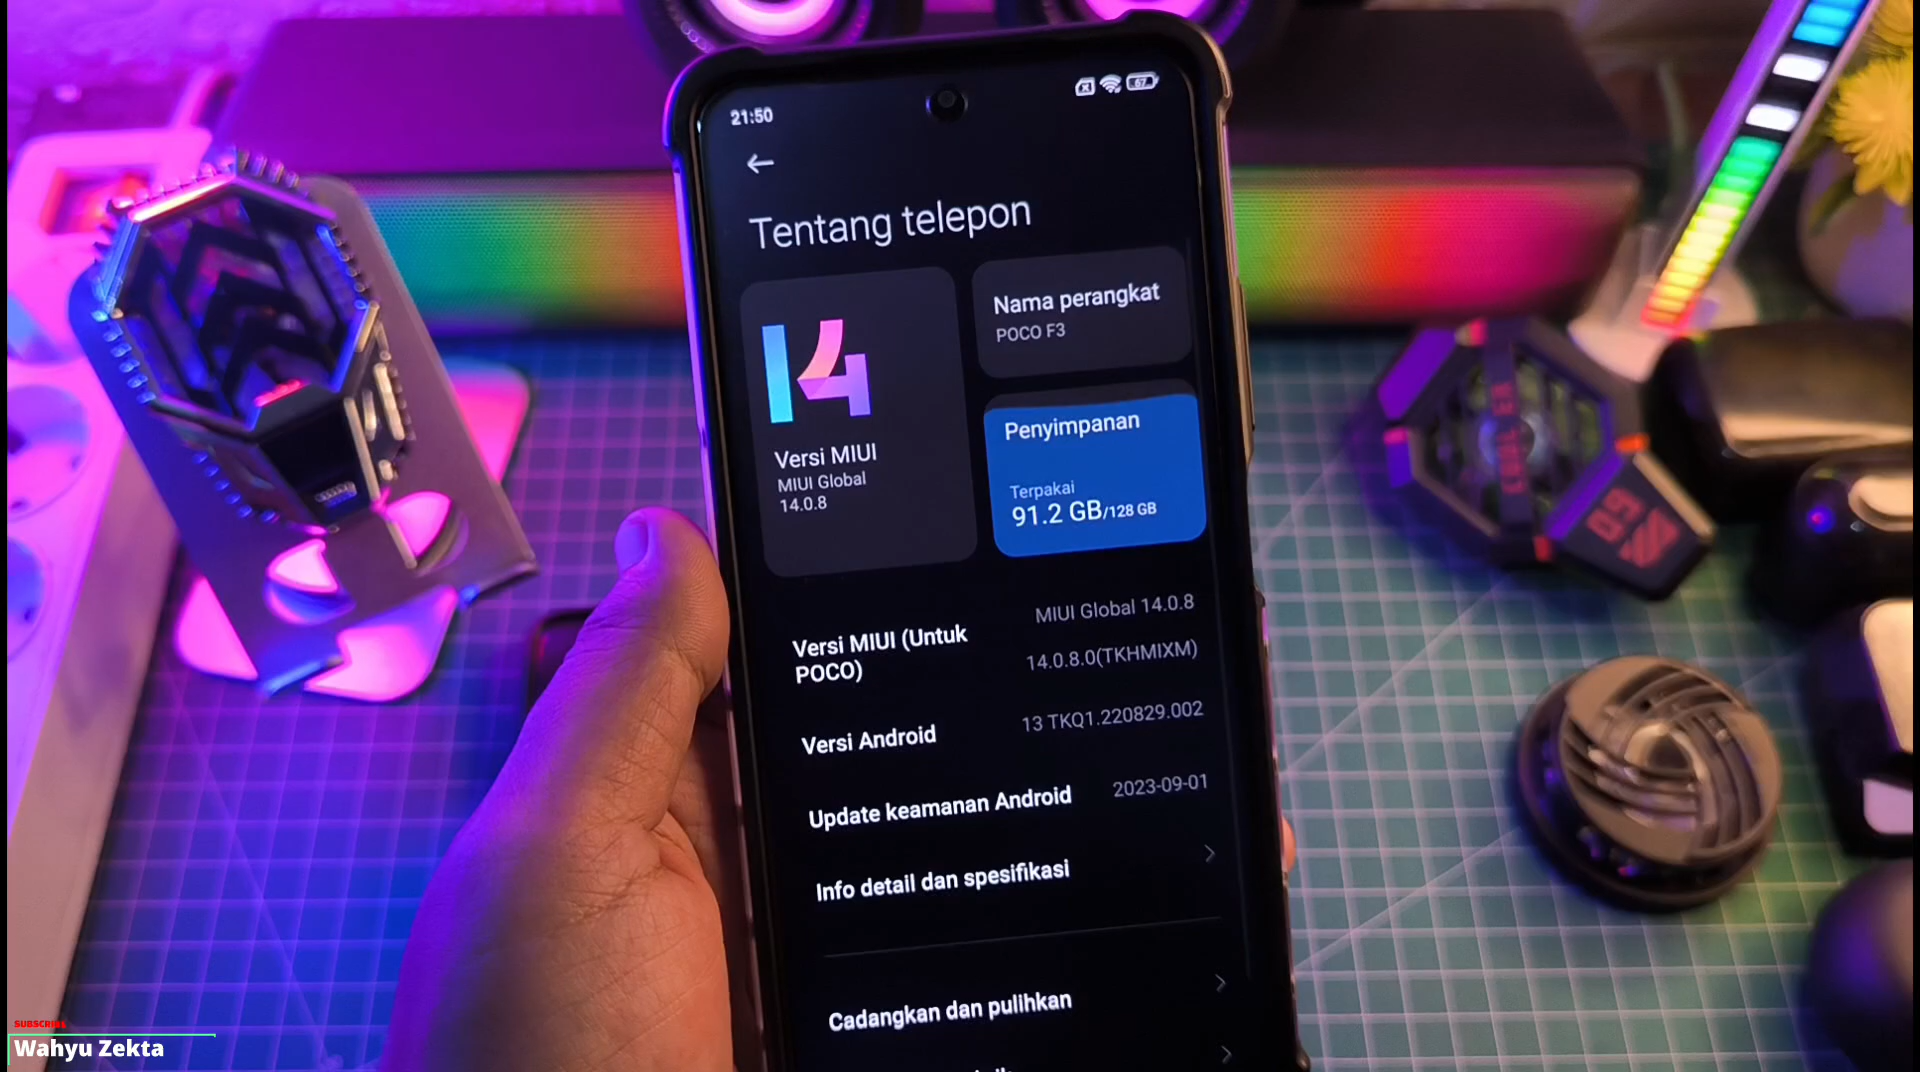 21:50
67
Tentang telepon
14
Versi MIUI
MIUI Global
14.0.8
Nama perangkat
POCO F3
Penyimpanan
Terpakai
91.2 GB/128 GB
Versi MIUI (Untuk
POCO)
MIUI Global 14.0.8
14.0.8.0(TKHMIXM)
Versi Android
13 TKQ1.220829.002
Update keamanan Android
2023-09-01
Info detail dan spesifikasi
Cadangkan dan pulihkan
SUBSCRIBE
Wahyu Zekta